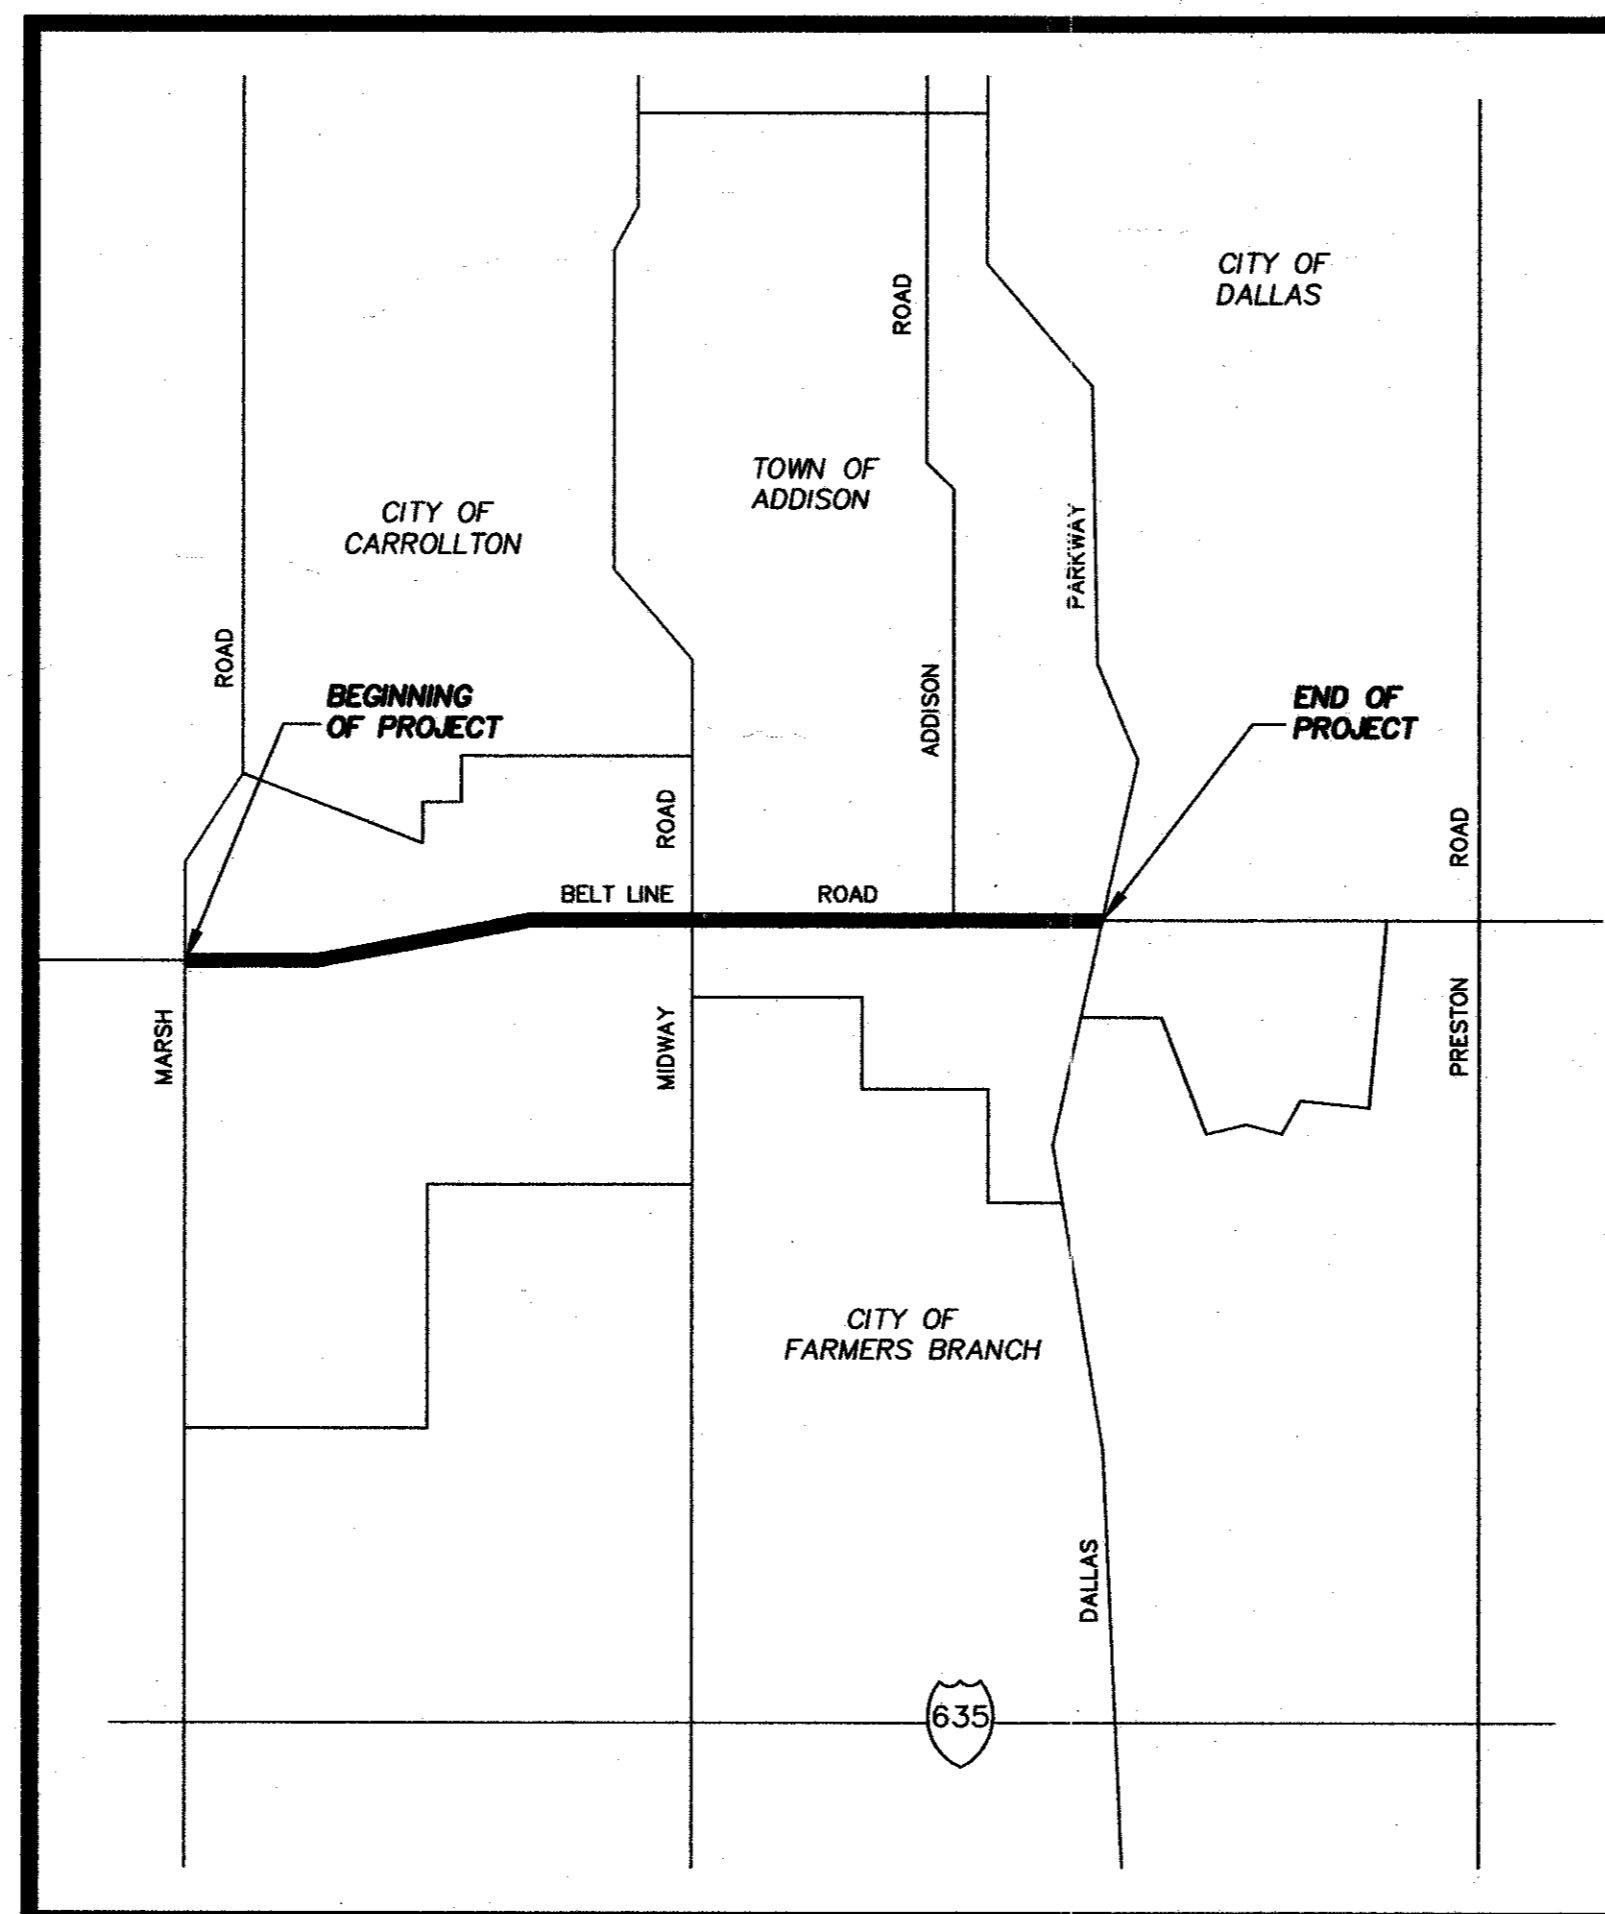 CITY OF
DALLAS
ROAD
TOWN OF
ADDISON
CITY OF
CARROLLTON
PARKWAY
ROAD
BEGINNING
OF PROJECT
ADDISON
END OF
PROJECT
ROAD
ROAD
BELT LINE
ROAD
MARSH
MIDWAY
PRESTON
CITY OF
FARMERS BRANCH
DALLAS
635